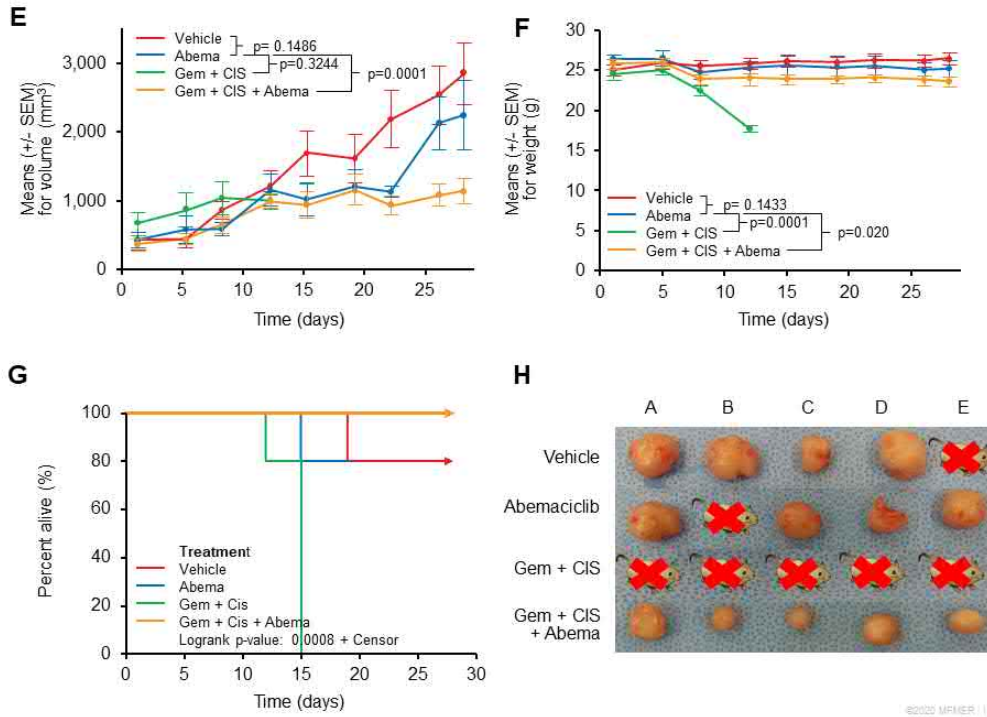 E
Means (+/- SEM)
for volume (mm3)
3,000
2,000
1,000
0
0 5 10 15 20 25
Time (days)
Vehicle
Abema
Gem + CIS
Gem + CIS + Abema
p= 0.1486
p=0.3244
p=0.0001
F
Means (+/- SEM)
for weight (g)
30
25
20
15
10
5
0
0 5 10 15 20 25
Time (days)
Vehicle
Abema
Gem + CIS
Gem + CIS + Abema
p= 0.1433
p=0.0001
p=0.020
G
Percent alive (%)
100
80
60
40
20
0
0 5 10 15 20 25 30
Time (days)
Treatment
Vehicle
Abema
Gem + Cis
Gem + Cis + Abema
Logrank p-value: 0.0008 + Censor
H
A B C D E
Vehicle
Abemaciclib
Gem + CIS
Gem + CIS
+ Abema
©2020 MFMER |